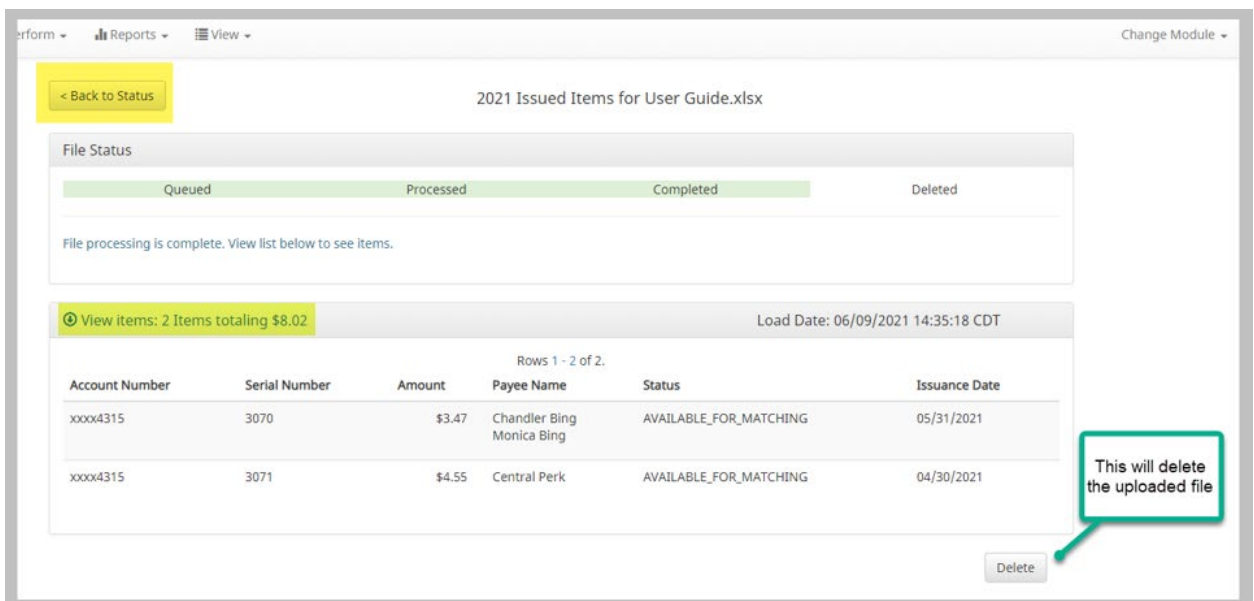 Reports View Change Module
< Back to Status
2021 Issued Items for User Guide.xlsx
File Status
Queued Processed Completed Deleted
File processing is complete. View list below to see items.
View items: 2 Items totaling $8.02 Load Date: 06/09/2021 14:35:18 CDT
Rows 1 - 2 of 2.
Account Number Serial Number Amount Payee Name Status Issuance Date
xxxx4315 3070 $3.47 Chandler Bing AVAILABLE_FOR_MATCHING 05/31/2021
Monica Bing
xxxx4315 3071 $4.55 Central Perk AVAILABLE_FOR_MATCHING 04/30/2021
This will delete
the uploaded file
Delete